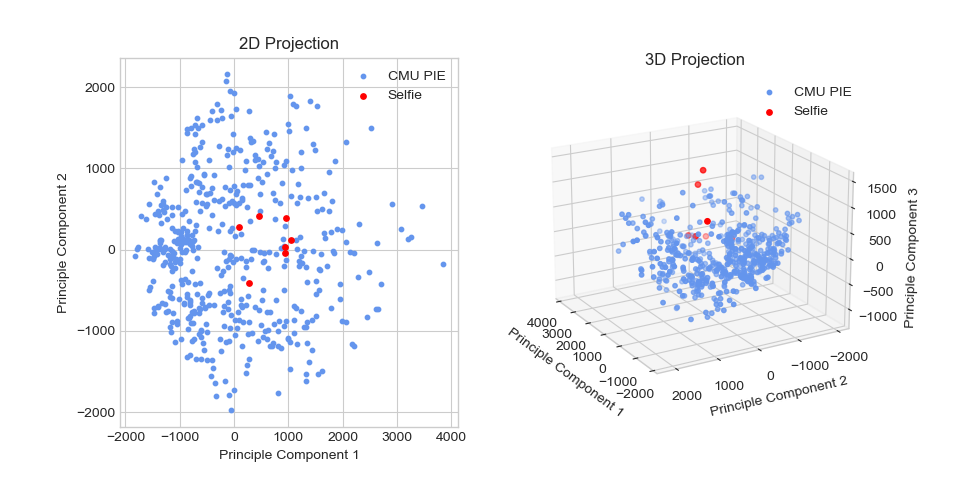 2D Projection
CMU PIE
Selfie
2000
1000
0
−1000
−2000
Principle Component 2
−2000
−1000
0
1000
2000
3000
4000
Principle Component 1
3D Projection
CMU PIE
Selfie
1500
1000
500
0
−500
−1000
Principle Component 3
4000
3000
2000
1000
0
−1000
−2000
Principle Component 1
2000
1000
0
−1000
−2000
Principle Component 2